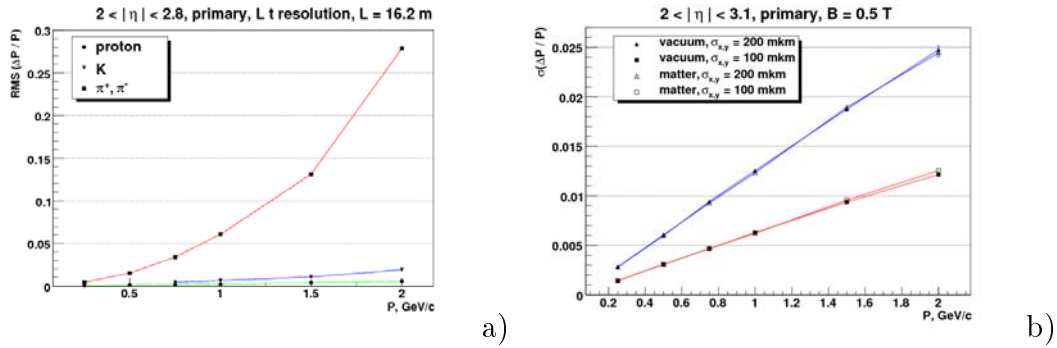 2 < | η | < 2.8, primary, L t resolution, L = 16.2 m
RMS (ΔP / P)
proton
K
π⁺, π⁻
0.3
0.25
0.2
0.15
0.1
0.05
0
0.5
1
1.5
2
P, GeV/c
a)
2 < | η | < 3.1, primary, B = 0.5 T
σ(ΔP / P)
vacuum, σx,y = 200 mkm
vacuum, σx,y = 100 mkm
matter, σx,y = 200 mkm
matter, σx,y = 100 mkm
0.025
0.02
0.015
0.01
0.005
0
0.2 0.4 0.6 0.8 1 1.2 1.4 1.6 1.8 2
P, GeV/c
b)